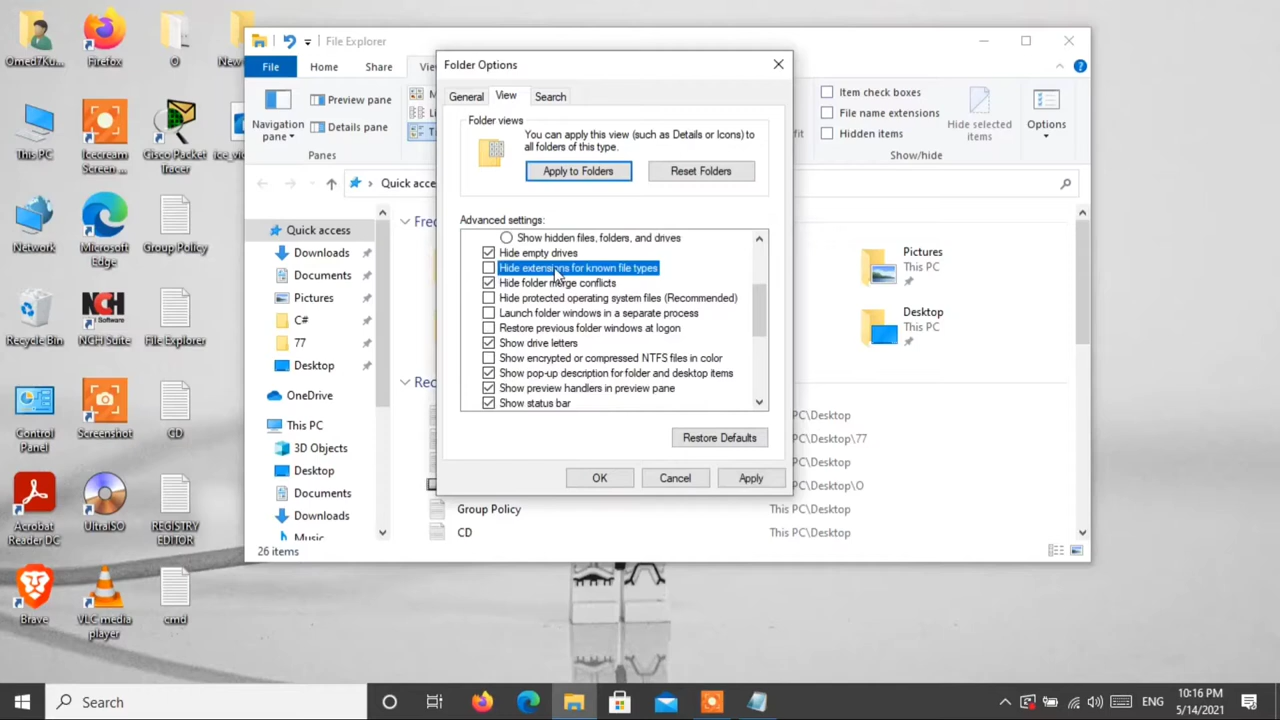 Omed7Ku...
Firefox
O
New
This PC
Icecream
Screen ...
Cisco Packet
Tracer
ice_vic
Network
Microsoft
Edge
Group Policy
Recycle Bin
NCH Suite
File Explorer
Control
Panel
Screenshot
CD
Acrobat
Reader DC
UltraISO
REGISTRY
EDITOR
Brave
VLC media
player
cmd
File Explorer
File
Home
Share
Vie
Navigation
pane
Preview pane
Details pane
Panes
Item check boxes
File name extensions
Hidden items
Hide selected
items
Options
Show/hide
Quick acce
Quick access
Downloads
Documents
Pictures
C#
77
Desktop
OneDrive
This PC
3D Objects
Desktop
Documents
Downloads
Music
26 items
Frec
Pictures
This PC
Desktop
This PC
Rec
PC\Desktop
PC\Desktop\77
PC\Desktop
PC\Desktop\O
Group Policy
This PC\Desktop
CD
This PC\Desktop
Folder Options
General
View
Search
Folder views
You can apply this view (such as Details or Icons) to
all folders of this type.
Apply to Folders
Reset Folders
Advanced settings:
Show hidden files, folders, and drives
Hide empty drives
Hide extensions for known file types
Hide folder merge conflicts
Hide protected operating system files (Recommended)
Launch folder windows in a separate process
Restore previous folder windows at logon
Show drive letters
Show encrypted or compressed NTFS files in color
Show pop-up description for folder and desktop items
Show preview handlers in preview pane
Show status bar
Restore Defaults
OK
Cancel
Apply
Search
ENG
10:16 PM
5/14/2021